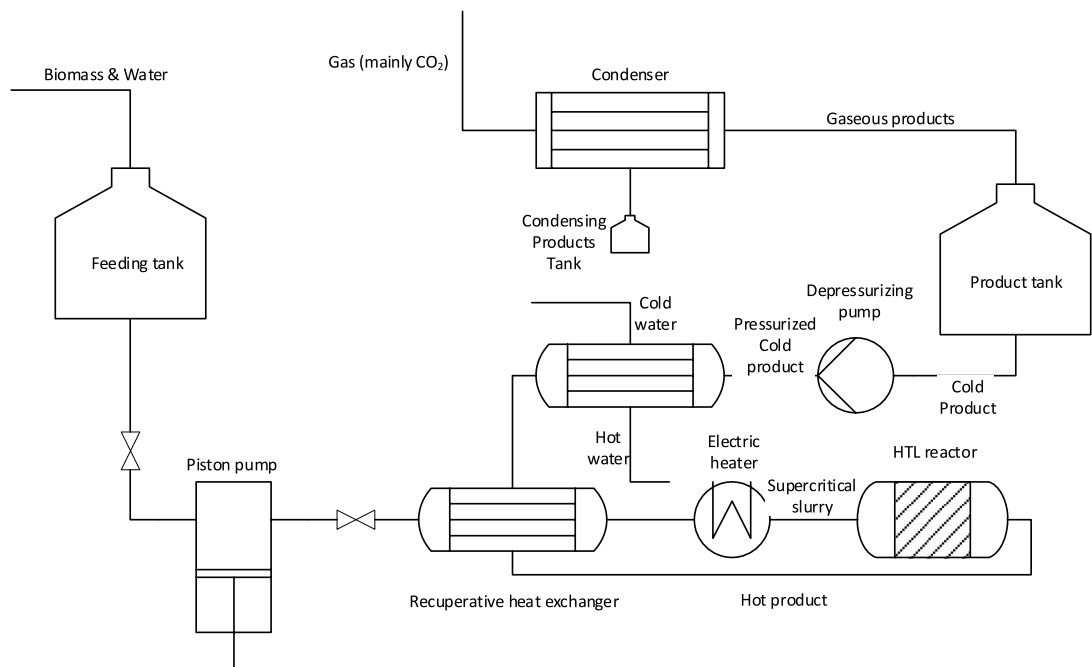 Gas (mainly CO₂)
Biomass & Water
Condenser
Gaseous products
Condensing
Products
Tank
Feeding tank
Product tank
Depressurizing
pump
Cold
water
Pressurized
Cold
product
Cold
Product
Hot
water
Electric
heater
HTL reactor
Piston pump
Supercritical
slurry
Recuperative heat exchanger
Hot product